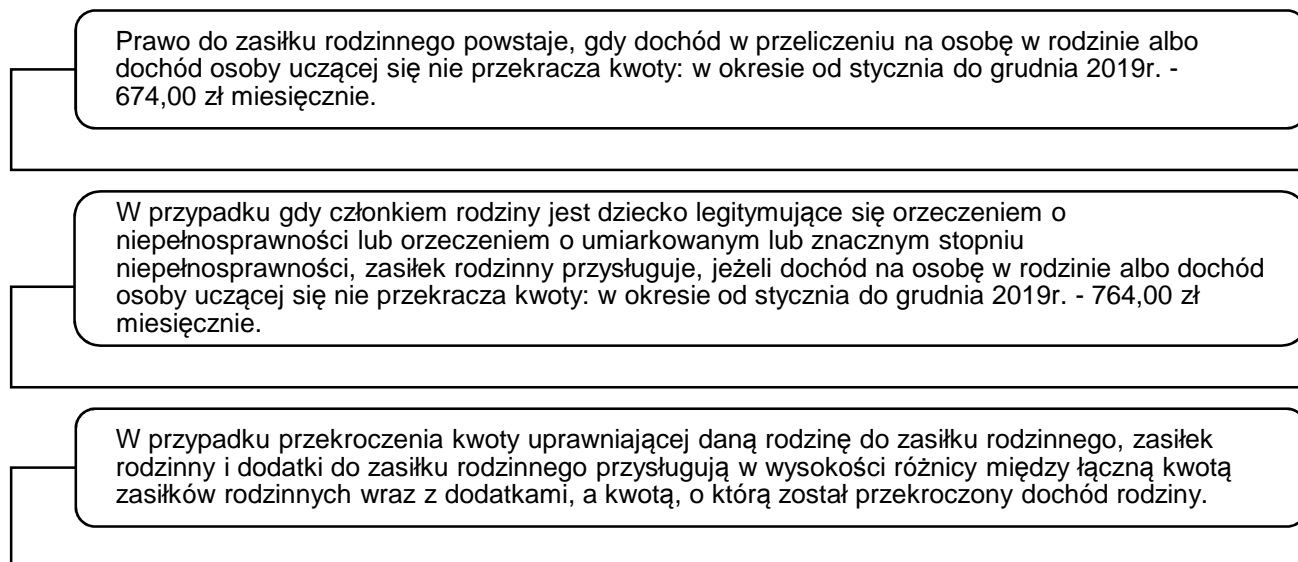 Prawo do zasiłku rodzinnego powstaje, gdy dochód w przeliczeniu na osobę w rodzinie albo
dochód osoby uczącej się nie przekracza kwoty: w okresie od stycznia do grudnia 2019r. -
674,00 zł miesięcznie.
W przypadku gdy członkiem rodziny jest dziecko legitymujące się orzeczeniem o
niepełnosprawności lub orzeczeniem o umiarkowanym lub znacznym stopniu
niepełnosprawności, zasiłek rodzinny przysługuje, jeżeli dochód na osobę w rodzinie albo dochód
osoby uczącej się nie przekracza kwoty: w okresie od stycznia do grudnia 2019r. - 764,00 zł
miesięcznie.
W przypadku przekroczenia kwoty uprawniającej daną rodzinę do zasiłku rodzinnego, zasiłek
rodzinny i dodatki do zasiłku rodzinnego przysługują w wysokości różnicy między łączną kwotą
zasiłków rodzinnych wraz z dodatkami, a kwotą, o którą został przekroczony dochód rodziny.